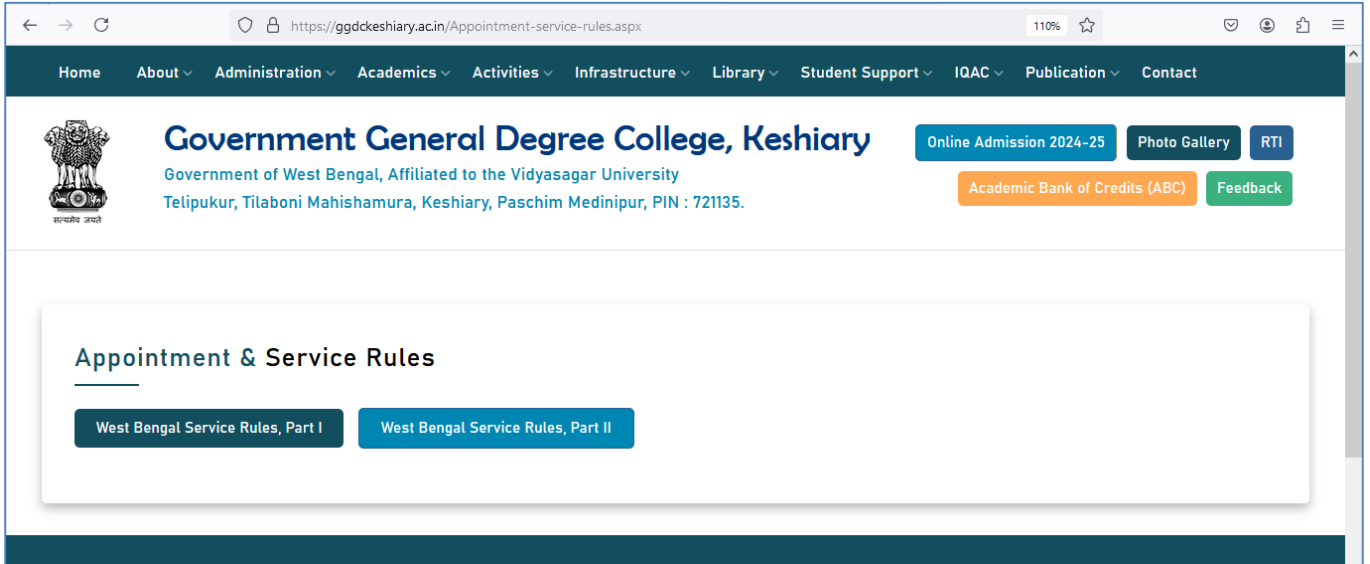 https://ggdckeshiary.ac.in/Appointment-service-rules.aspx 110%
Home About Administration Academics Activities Infrastructure Library Student Support IQAC Publication Contact
Government General Degree College, Keshiary
Government of West Bengal, Affiliated to the Vidyasagar University
Telipukur, Tilaboni Mahishamura, Keshiary, Paschim Medinipur, PIN : 721135.
सत्यमेव जयते
Online Admission 2024-25 Photo Gallery RTI
Academic Bank of Credits (ABC) Feedback
Appointment & Service Rules
West Bengal Service Rules, Part I West Bengal Service Rules, Part II